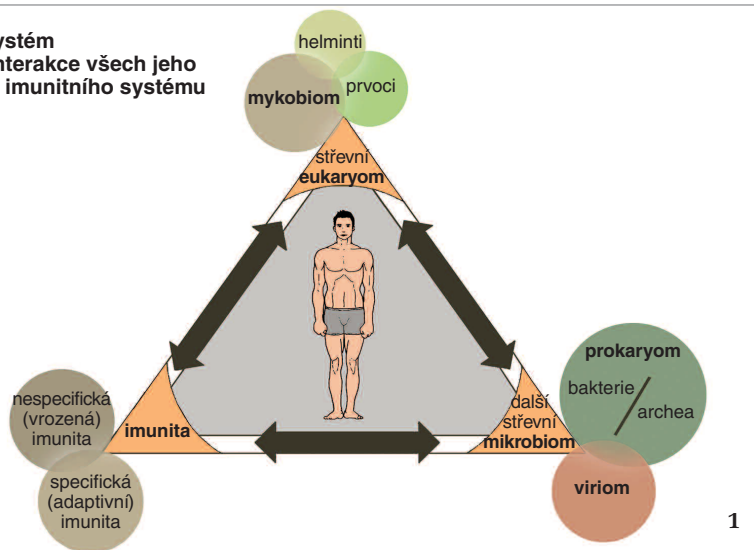 ystém
nterakce všech jeho
imunitního systému
helminti
mykobiom
prvoci
střevní
eukaryom
prokaryom
bakterie
archea
nespecifická
(vrozená)
imunita
imunita
další
střevní
mikrobiom
specifická
(adaptivní)
imunita
viriom
1